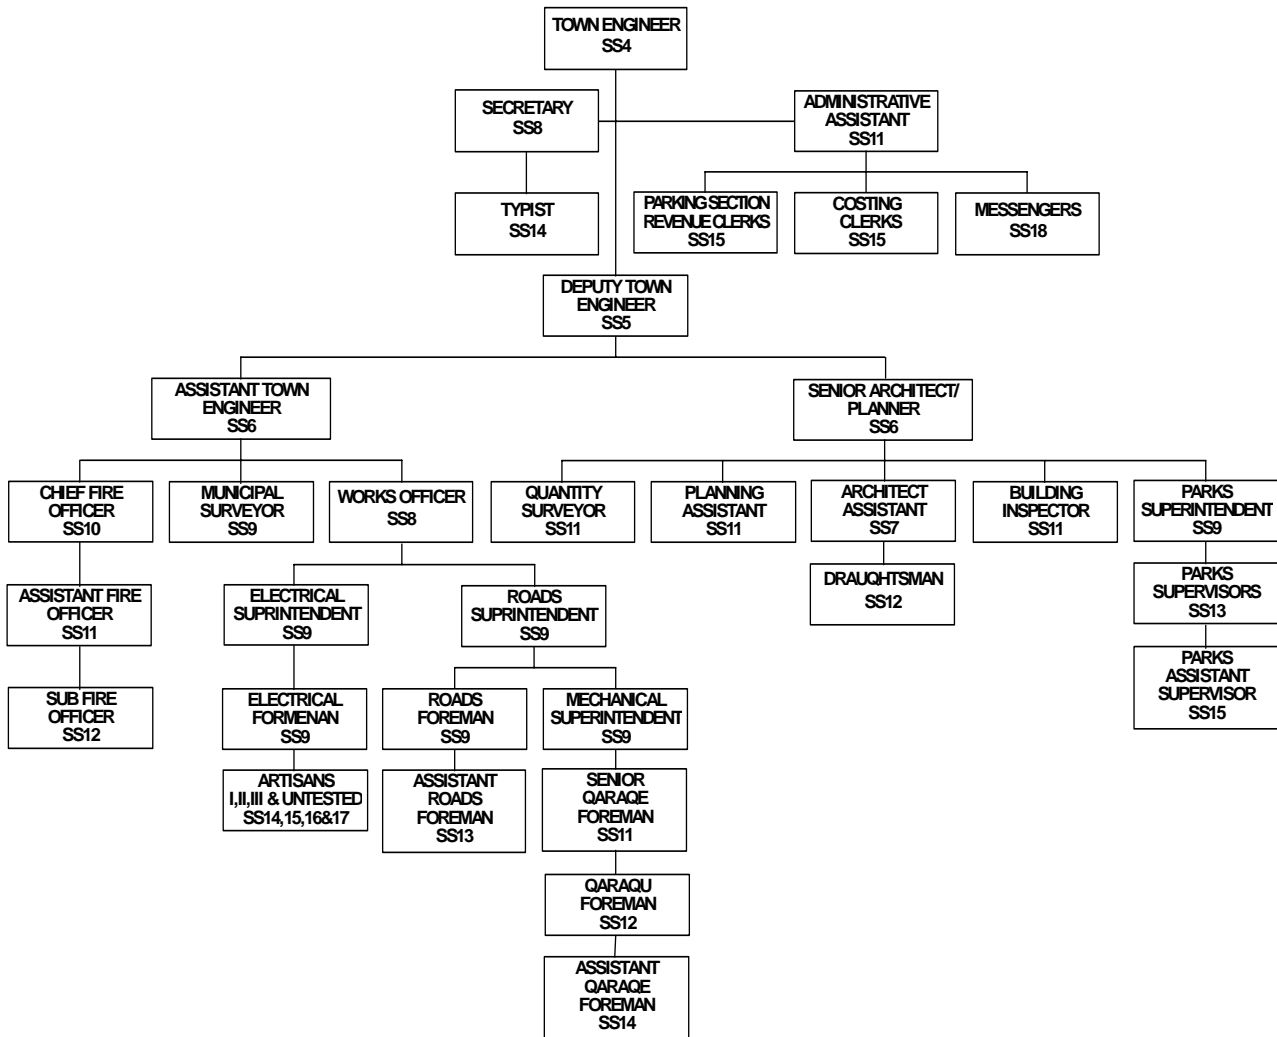 TOWN ENGINEER
SS4
SECRETARY
SS8
ADMINISTRATIVE
ASSISTANT
SS11
TYPIST
SS14
PARKING SECTION
REVENUE CLERKS
SS15
COSTING
CLERKS
SS15
MESSENGERS
SS18
DEPUTY TOWN
ENGINEER
SS5
ASSISTANT TOWN
ENGINEER
SS6
SENIOR ARCHITECT/
PLANNER
SS6
CHIEF FIRE
OFFICER
SS10
MUNICIPAL
SURVEYOR
SS9
WORKS OFFICER
SS8
QUANTITY
SURVEYOR
SS11
PLANNING
ASSISTANT
SS11
ARCHITECT
ASSISTANT
SS7
BUILDING
INSPECTOR
SS11
PARKS
SUPERINTENDENT
SS9
ASSISTANT FIRE
OFFICER
SS11
ELECTRICAL
SUPRINTENDENT
SS9
ROADS
SUPRINTENDENT
SS9
DRAUQHTSMAN
SS12
PARKS
SUPERVISORS
SS13
SUB FIRE
OFFICER
SS12
ELECTRICAL
FORMENAN
SS9
ROADS
FOREMAN
SS9
MECHANICAL
SUPERINTENDENT
SS9
PARKS
ASSISTANT
SUPERVISOR
SS15
ARTISANS
I,II,III & UNTESTED
SS14,15,16&17
ASSISTANT
ROADS
FOREMAN
SS13
SENIOR
QARAQE
FOREMAN
SS11
QARAQU
FOREMAN
SS12
ASSISTANT
QARAQE
FOREMAN
SS14